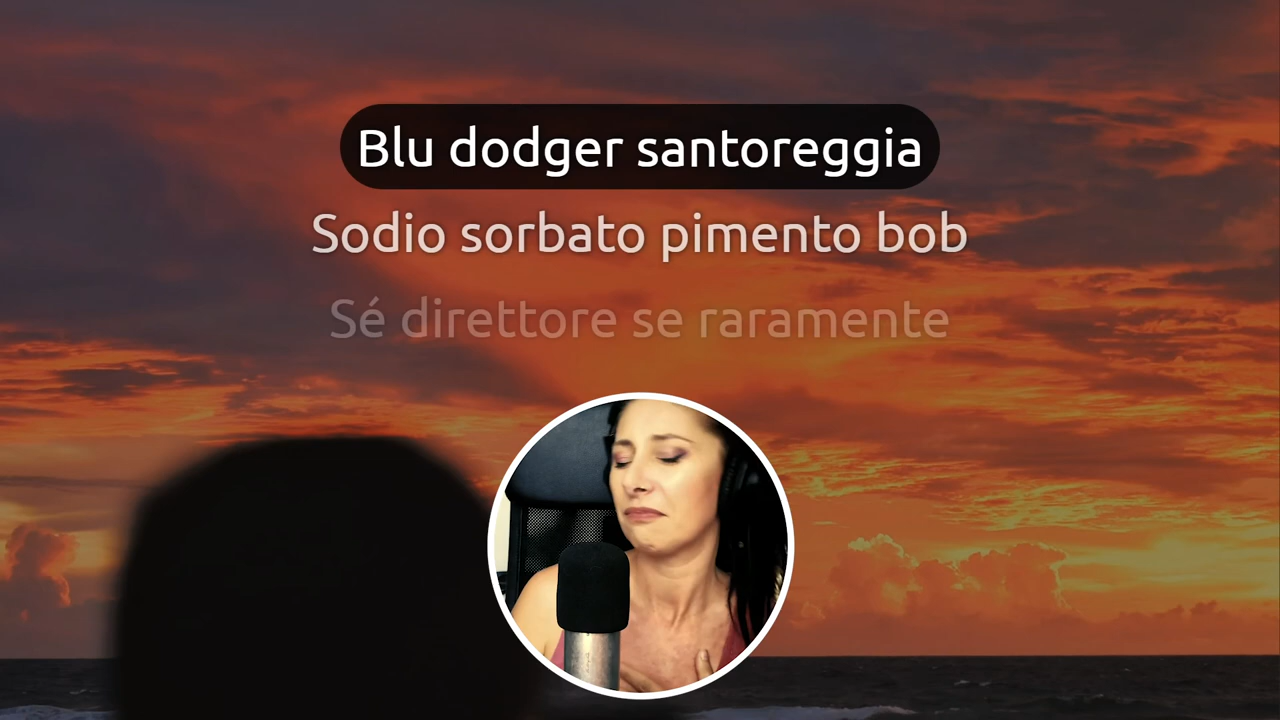 Blu dodger santoreggia
Sodio sorbato pimento bob
Sé direttore se raramente